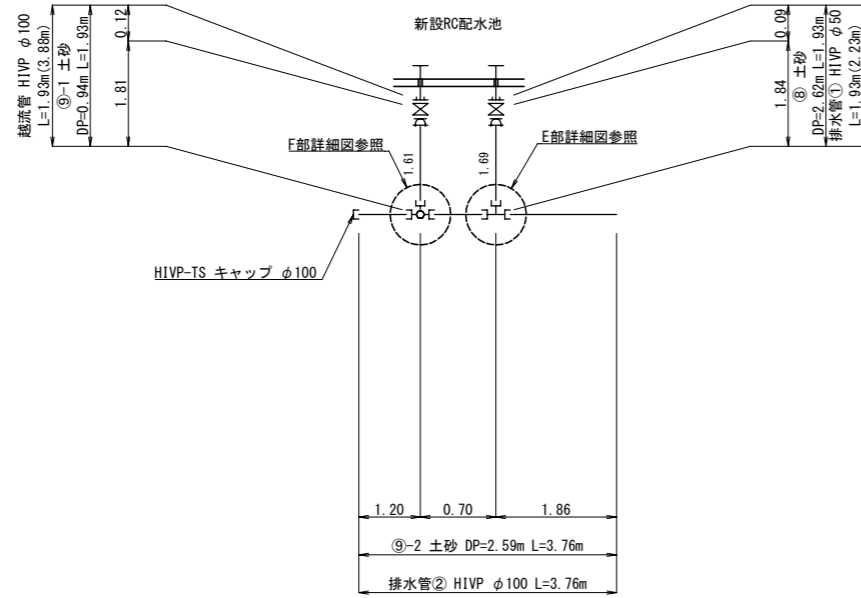 新設RC配水池
越流管 HIVP φ100
L=1.93m(3.88m)
⑨-1 土砂
DP=0.94m L=1.93m
0.12
1.81
0.09
1.84
⑧ 土砂
DP=2.62m L=1.93m
排水管① HIVP φ50
L=1.93m(2.23m)
F部詳細図参照
1.61
1.69
E部詳細図参照
HIVP-TS キャップ φ100
1.20
0.70
1.86
⑨-2 土砂 DP=2.59m L=3.76m
排水管② HIVP φ100 L=3.76m